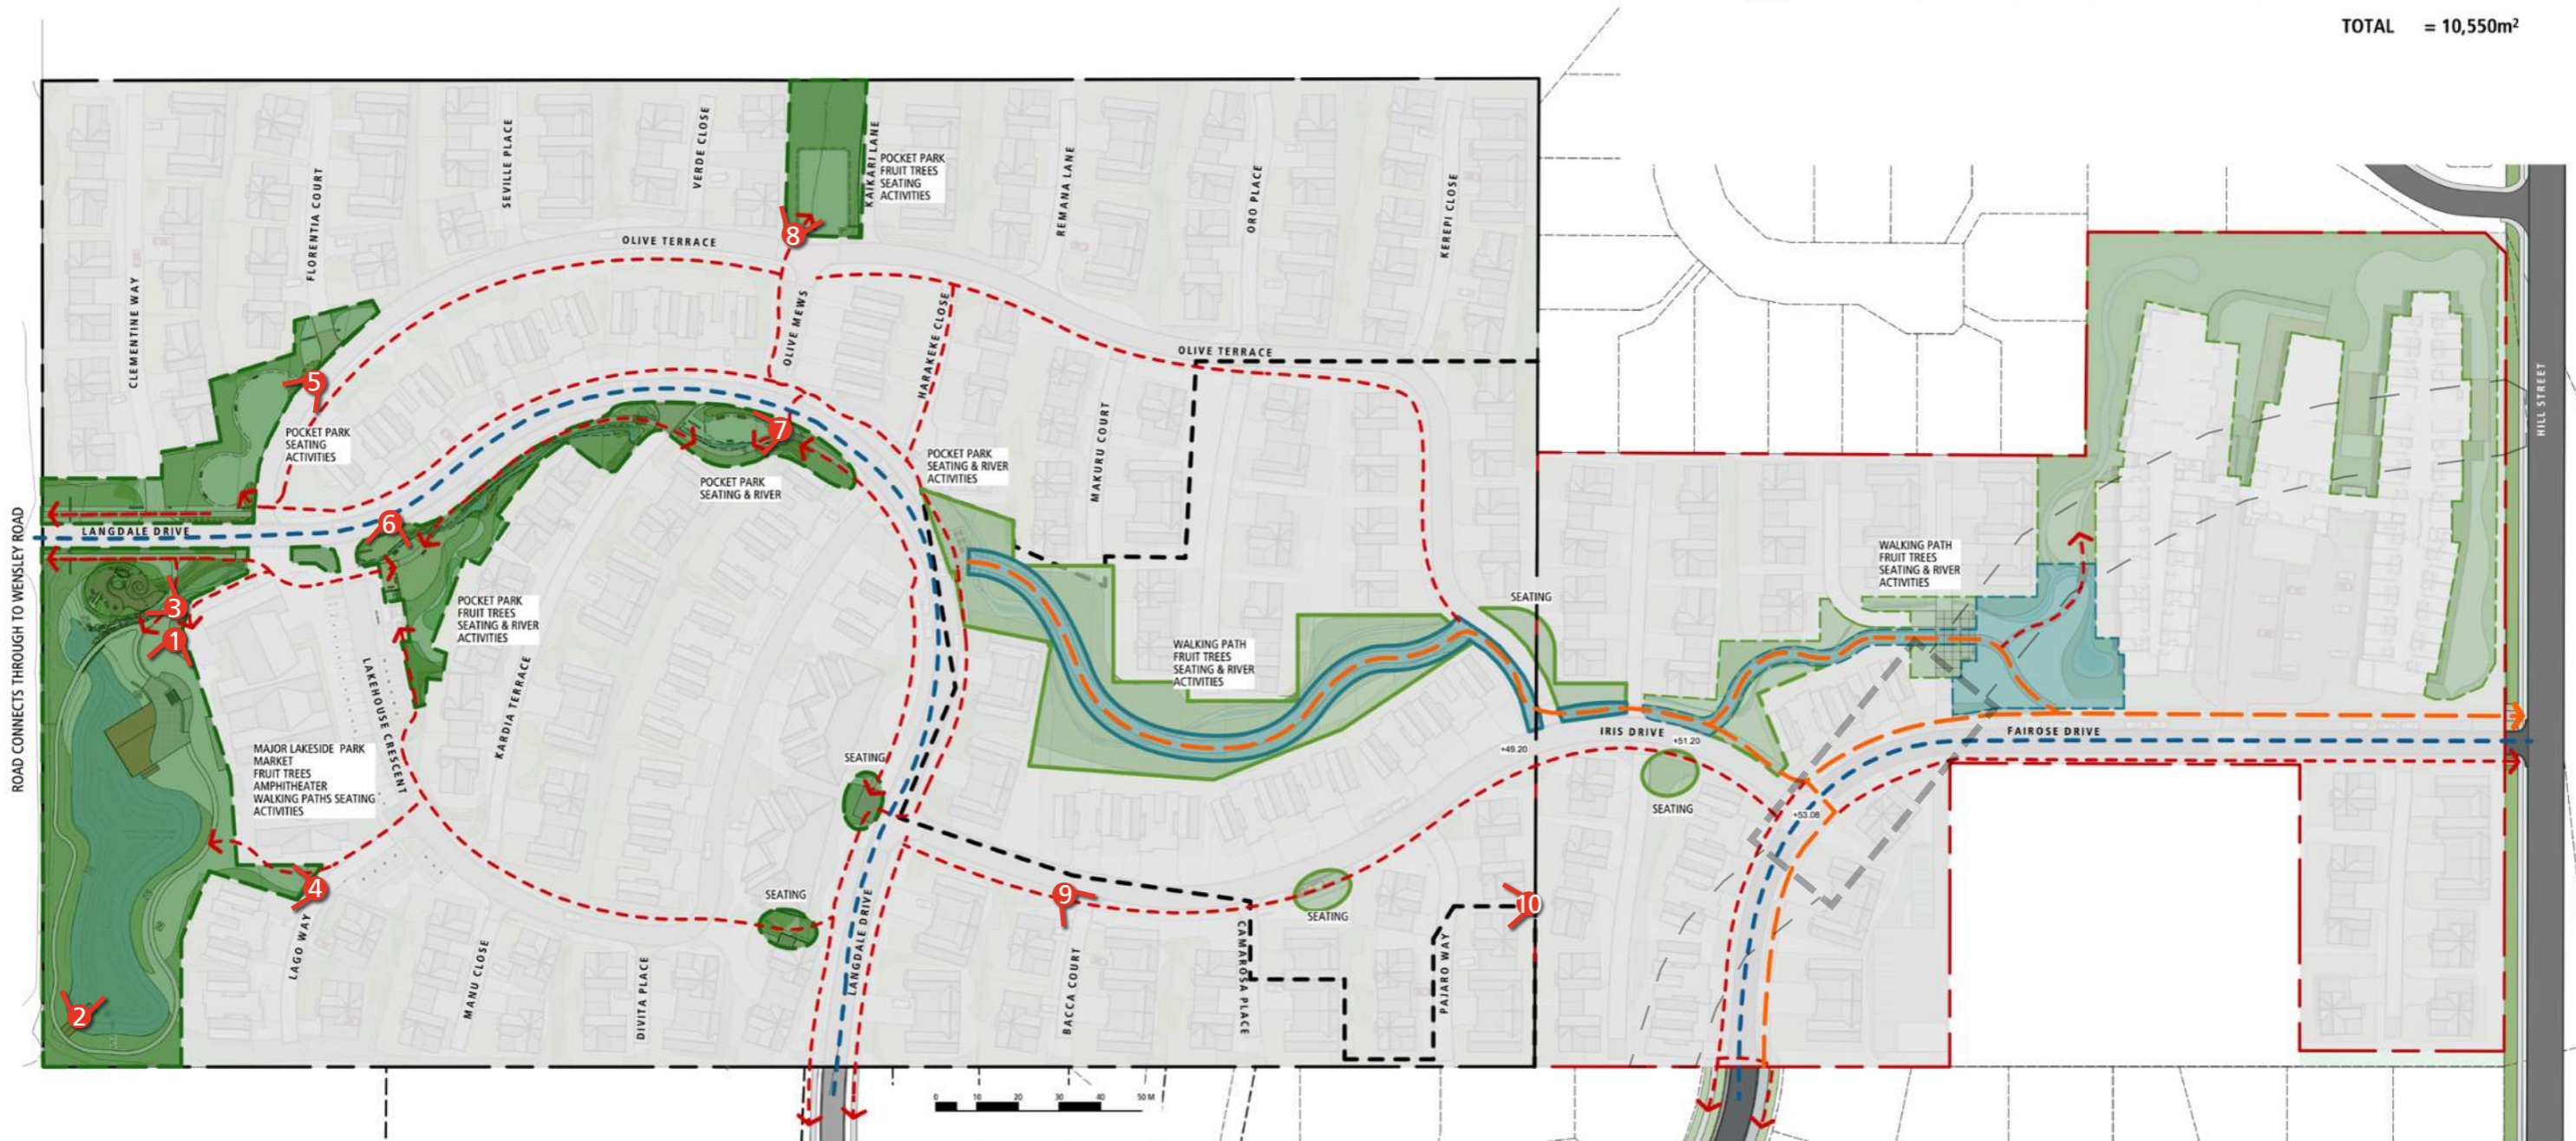 TOTAL = 10,550m²
KAIKARI LANE
POCKET PARK
FRUIT TREES
SEATING
ACTIVITIES
VERDE CLOSE
SEVILLE PLACE
FLORENTIA COURT
CLEMENTINE WAY
REMANA LANE
ORO PLACE
KEREPI CLOSE
8
OLIVE TERRACE
OLIVE MEWS
HARAKEKE CLOSE
OLIVE TERRACE
5
POCKET PARK
SEATING
ACTIVITIES
7
POCKET PARK
SEATING & RIVER
POCKET PARK
SEATING & RIVER
ACTIVITIES
MAKURU COURT
HILL STREET
ROAD CONNECTS THROUGH TO WENSLEY ROAD
LANGDALE DRIVE
6
3
1
POCKET PARK
FRUIT TREES
SEATING & RIVER
ACTIVITIES
WALKING PATH
FRUIT TREES
SEATING & RIVER
ACTIVITIES
SEATING
WALKING PATH
FRUIT TREES
SEATING & RIVER
ACTIVITIES
LAKEHOUSE CRESCENT
KARDIA TERRACE
MAJOR LAKESIDE PARK
MARKET
FRUIT TREES
AMPHITHEATER
WALKING PATHS SEATING
ACTIVITIES
SEATING
+49.20
IRIS DRIVE
+51.20
FAIROSE DRIVE
SEATING
+53.08
4
SEATING
9
SEATING
10
LAGO WAY
MANU CLOSE
DIVITA PLACE
LANGDALE DRIVE
BACCA COURT
CAMAROSA PLACE
PAJARO WAY
2
0 10 20 30 40 50 M